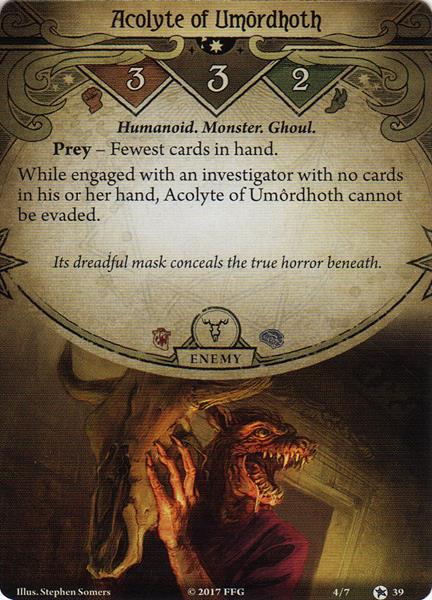 Acolyte of Umôrdhoth
3 3 2
Humanoid. Monster. Ghoul.
Prey – Fewest cards in hand.
While engaged with an investigator with no cards
in his or her hand, Acolyte of Umôrdhoth cannot
be evaded.
Its dreadful mask conceals the true horror beneath.
ENEMY
Illus. Stephen Somers © 2017 FFG 4/7 39